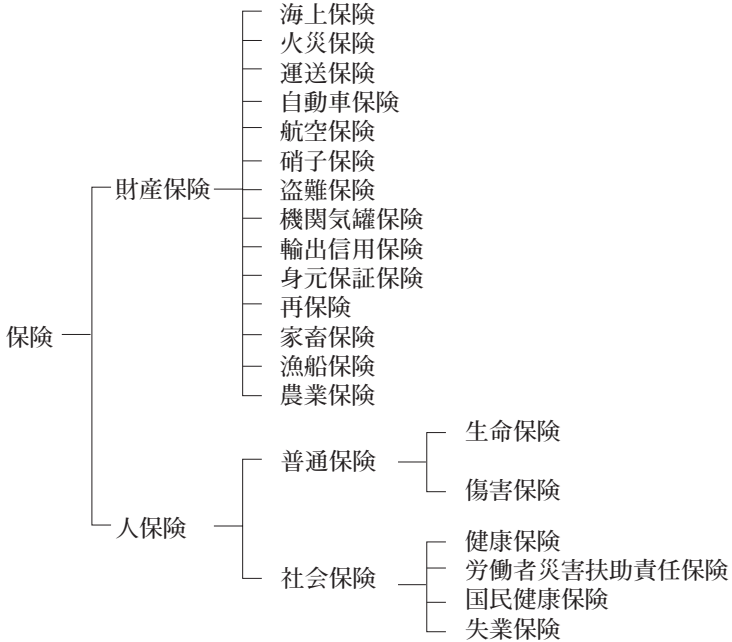 保険
財産保険
海上保険
火災保険
運送保険
自動車保険
航空保険
硝子保険
盗難保険
機関気罐保険
輸出信用保険
身元保証保険
再保険
家畜保険
漁船保険
農業保険
人保険
普通保険
生命保険
傷害保険
社会保険
健康保険
労働者災害扶助責任保険
国民健康保険
失業保険